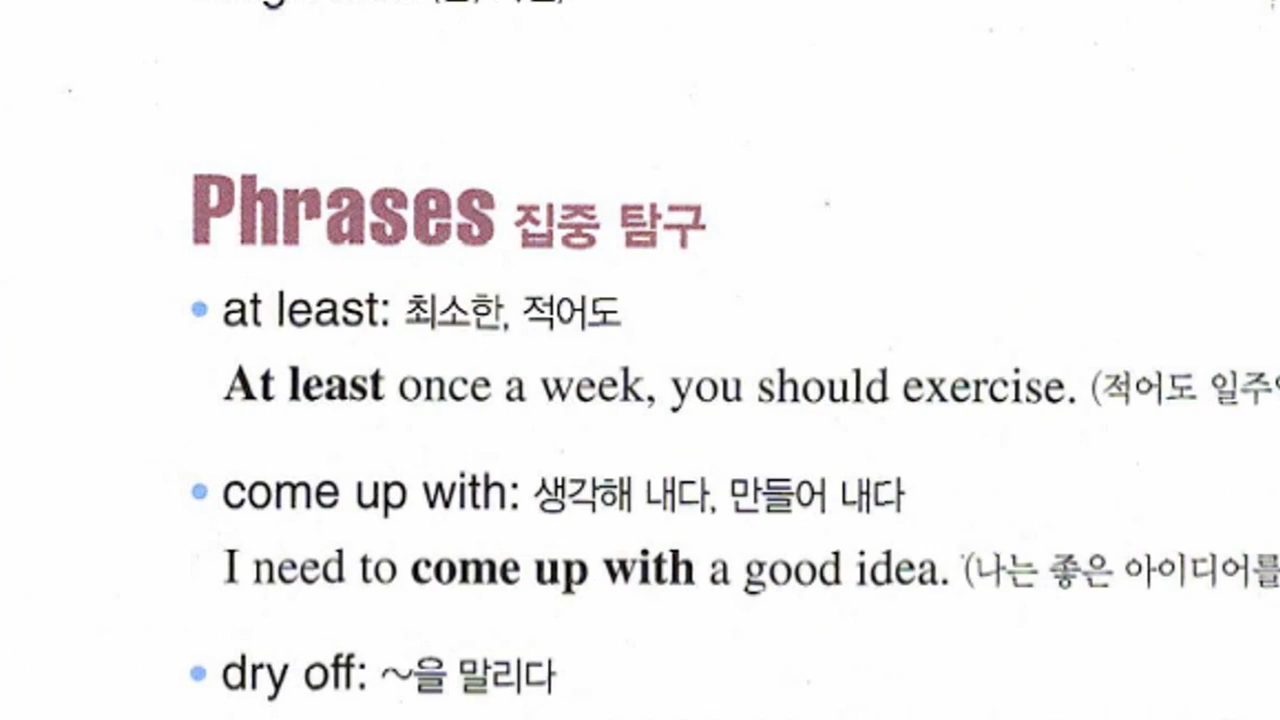 Phrases 집중 탐구
• at least: 최소한, 적어도
At least once a week, you should exercise. (적어도
• come up with: 생각해 내다, 만들어 내다
I need to come up with a good idea. (나는 좋은 아이디어를
• dry off: ~을 말리다